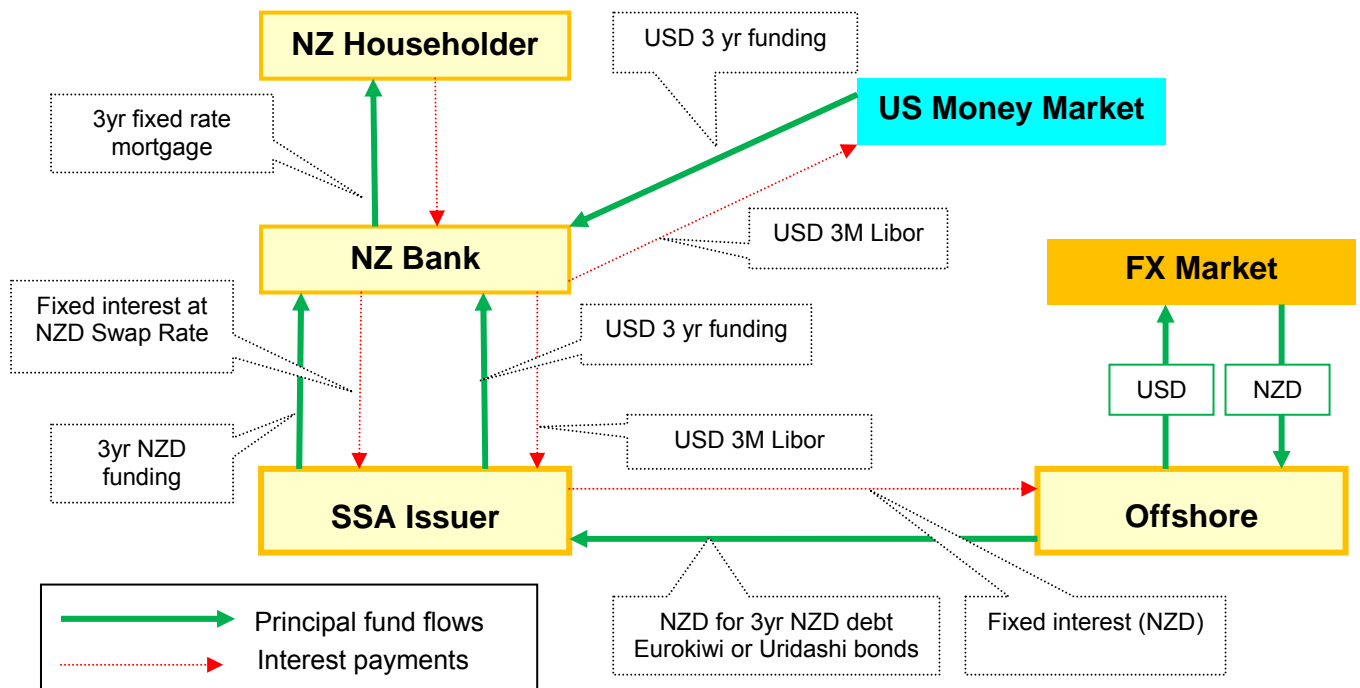 NZ Householder
USD 3 yr funding
US Money Market
3yr fixed rate
mortgage
NZ Bank
USD 3M Libor
FX Market
Fixed interest at
NZD Swap Rate
USD 3 yr funding
USD
NZD
3yr NZD
funding
USD 3M Libor
SSA Issuer
Offshore
Principal fund flows
Interest payments
NZD for 3yr NZD debt
Eurokiwi or Uridashi bonds
Fixed interest (NZD)